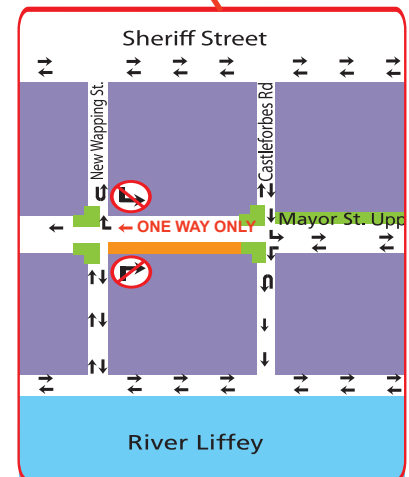 Sheriff Street
New Wapping St.
Castleforbes Rd
Mayor St. Upp
ONE WAY ONLY
River Liffey